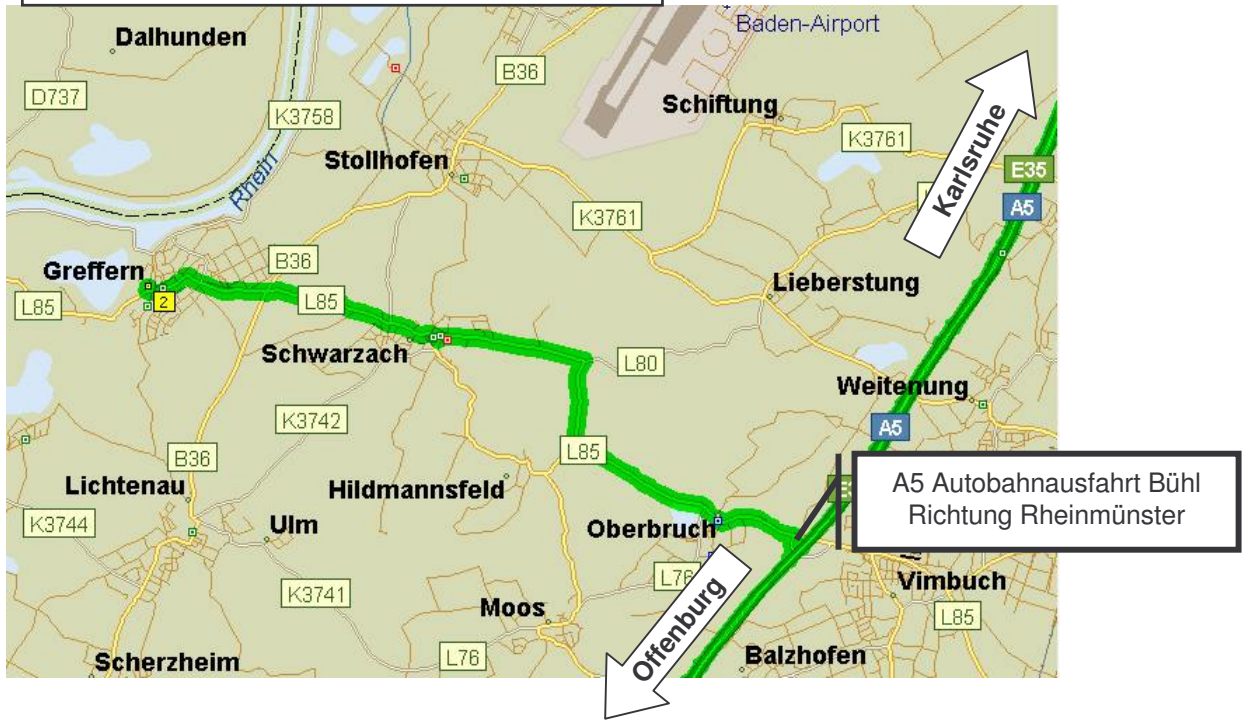 Baden-Airport
Dalhunden
B36
D737
Schiftung
K3758
K3761
Karlsruhe
Stollhofen
E35
Rhein
A5
K3761
B36
Greffern
Lieberstung
L85
2
L85
Schwarzach
L80
Weitenung
K3742
A5
L85
B36
A5 Autobahnausfahrt Bühl
Richtung Rheinmünster
Lichtenau
Hildmannsfeld
K3744
Ulm
Oberbruch
L76
Vimbuch
K3741
Moos
L85
Offenburg
Scherzheim
L76
Balzhofen